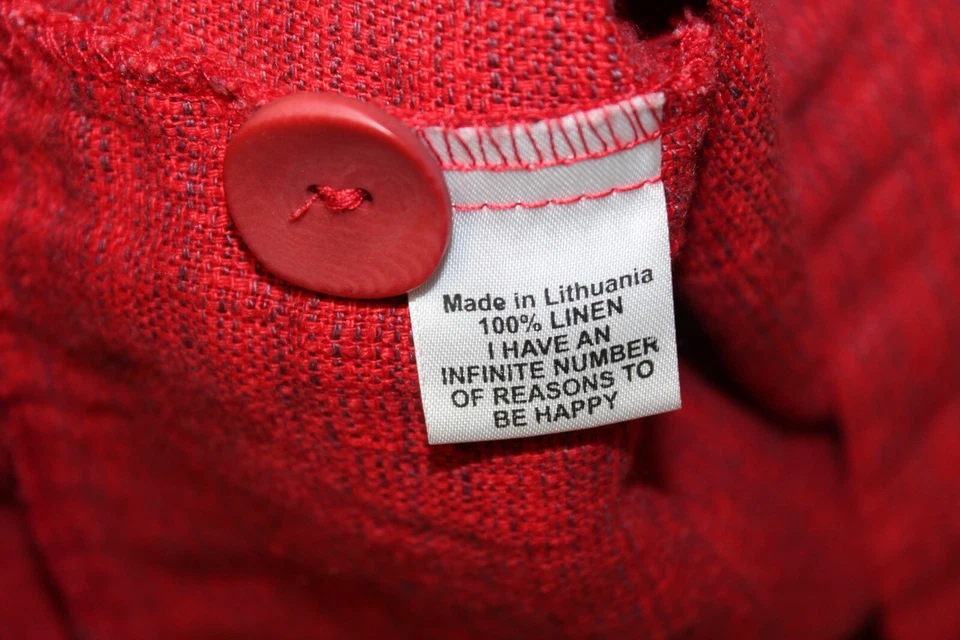 Made in Lithuania
100% LINEN
I HAVE AN
INFINITE NUMBER
OF REASONS TO
BE HAPPY